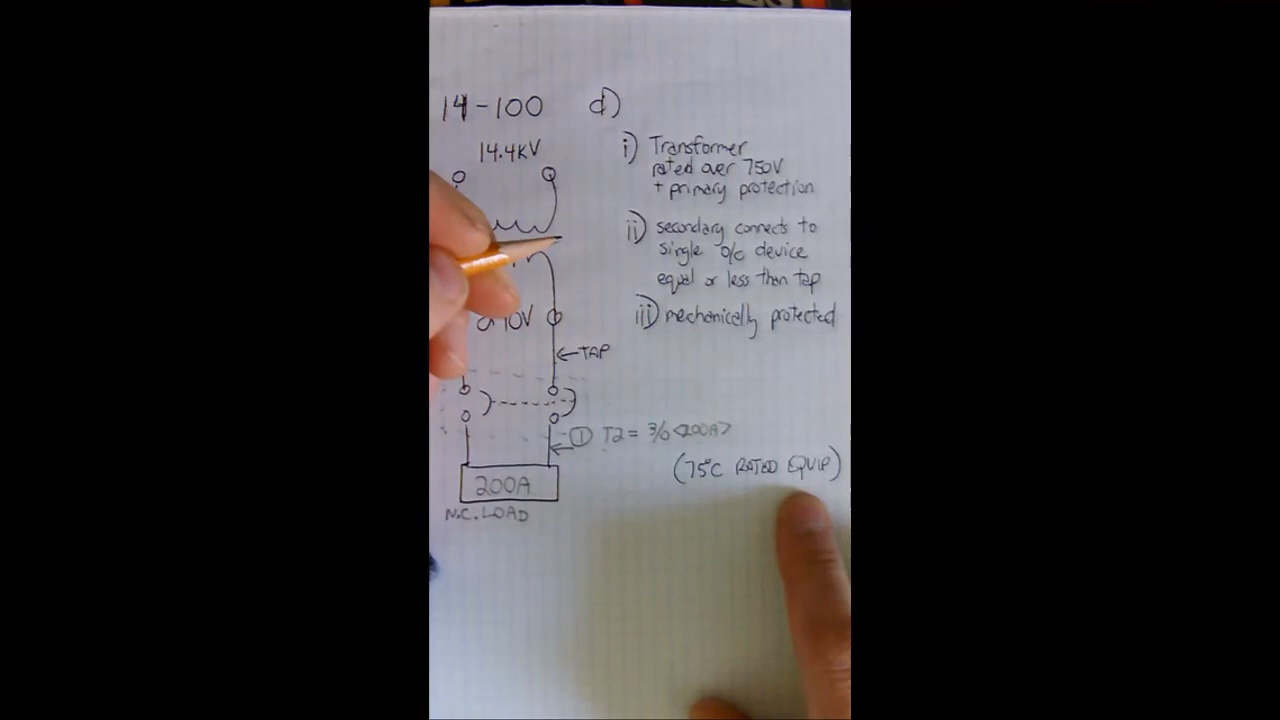 14-100 d)
14.4KV
i) Transformer
rated over 750V
+ primary protection
ii) secondary connects to
single o/c device
equal or less than tap
iii) mechanically protected
← TAP
① T2 = 3/0 <200A>
(75°C RATED EQUIP)
200A
N.C. LOAD